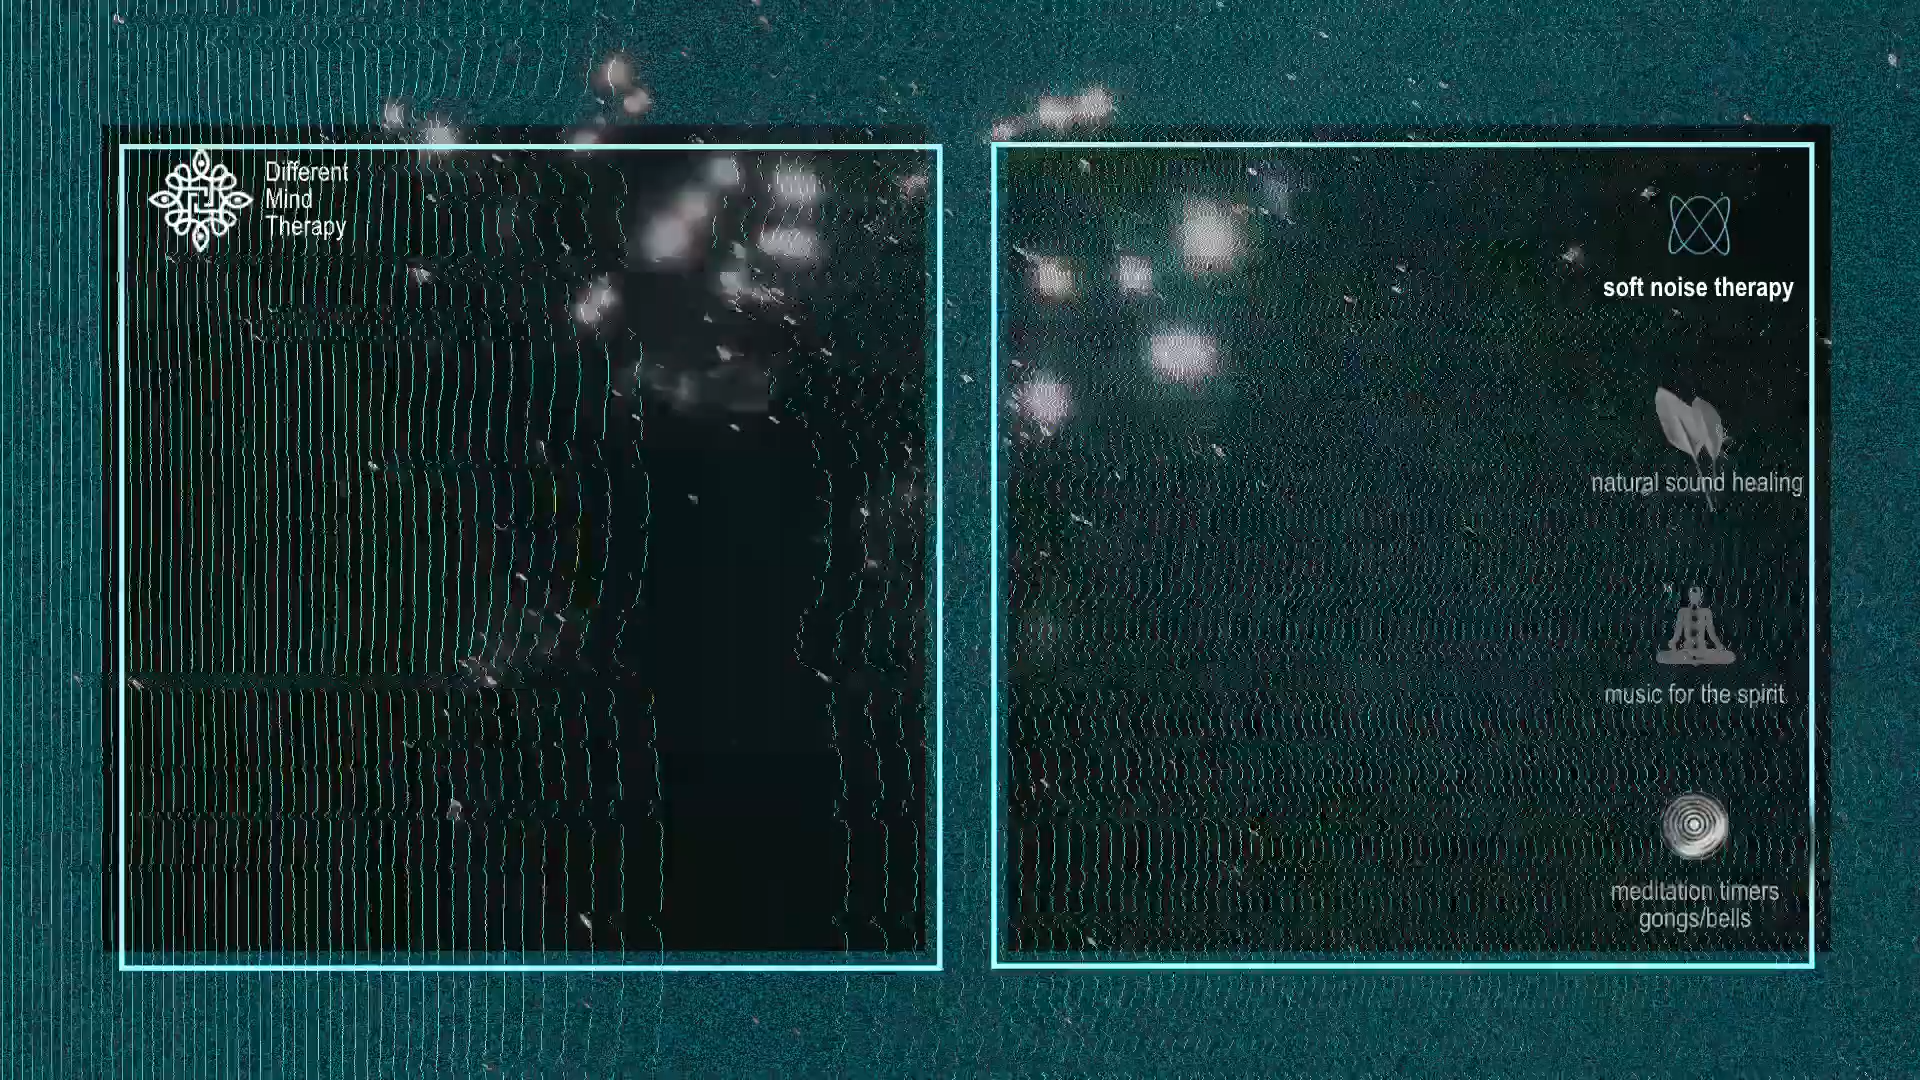 Different
Mind
Therapy
soft noise therapy
natural sound healing
music for the spirit
meditation timers
gongs/bells